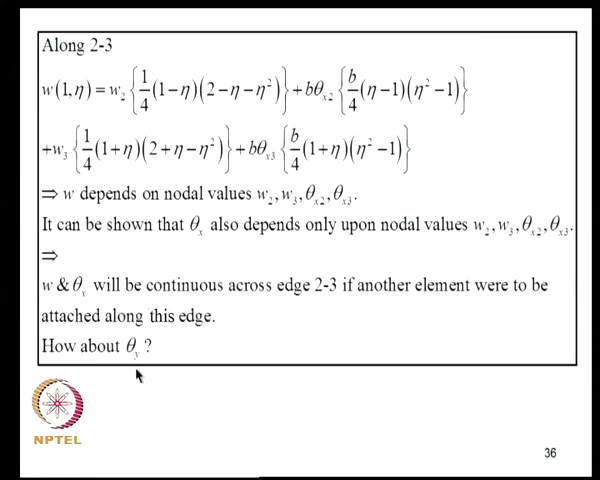 Along 2-3
w(1,η) = w₂ {1/4 (1−η)(2−η−η²)} + bθₓ₂ {b/4 (η−1)(η²−1)}
+w₃ {1/4 (1+η)(2+η−η²)} + bθₓ₃ {b/4 (1+η)(η²−1)}
⇒ w depends on nodal values w₂, w₃, θₓ₂, θₓ₃.
It can be shown that θₓ also depends only upon nodal values w₂, w₃, θₓ₂, θₓ₃.
⇒
w & θₓ will be continuous across edge 2-3 if another element were to be
attached along this edge.
How about θ_y ?
NPTEL
36